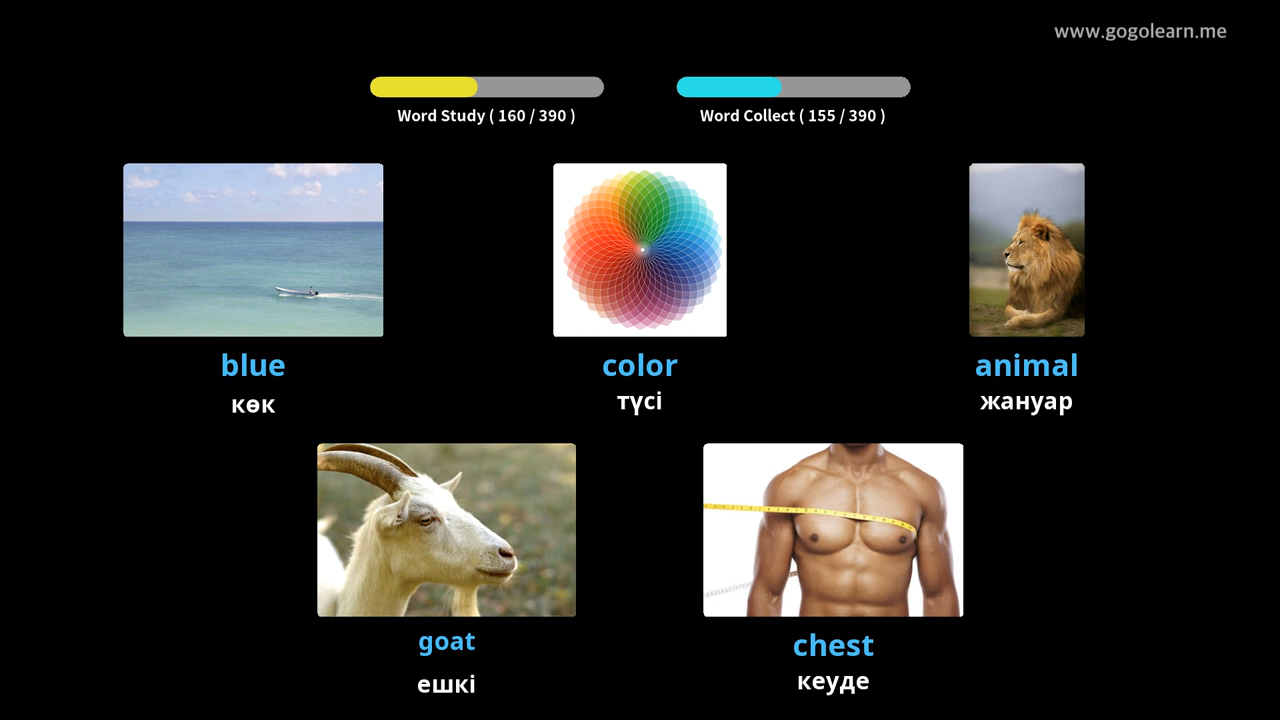 www.gogolearn.me
Word Study ( 160 / 390 )
Word Collect ( 155 / 390 )
blue
көк
color
түсі
animal
жануар
goat
ешкі
chest
кеуде